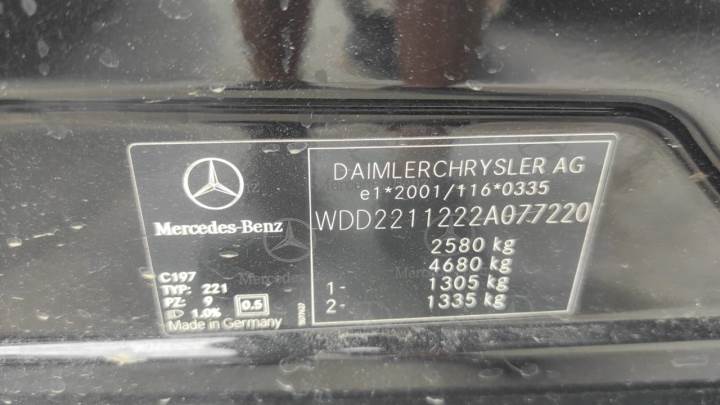 Mercedes-Benz
C197
TYP: 221
PZ: 9
1.0%
0.5
Made in Germany
DAIMLERCHRYSLER AG
e1*2001/116*0335
WDD2211222A077220
2580 kg
4680 kg
1- 1305 kg
2- 1335 kg